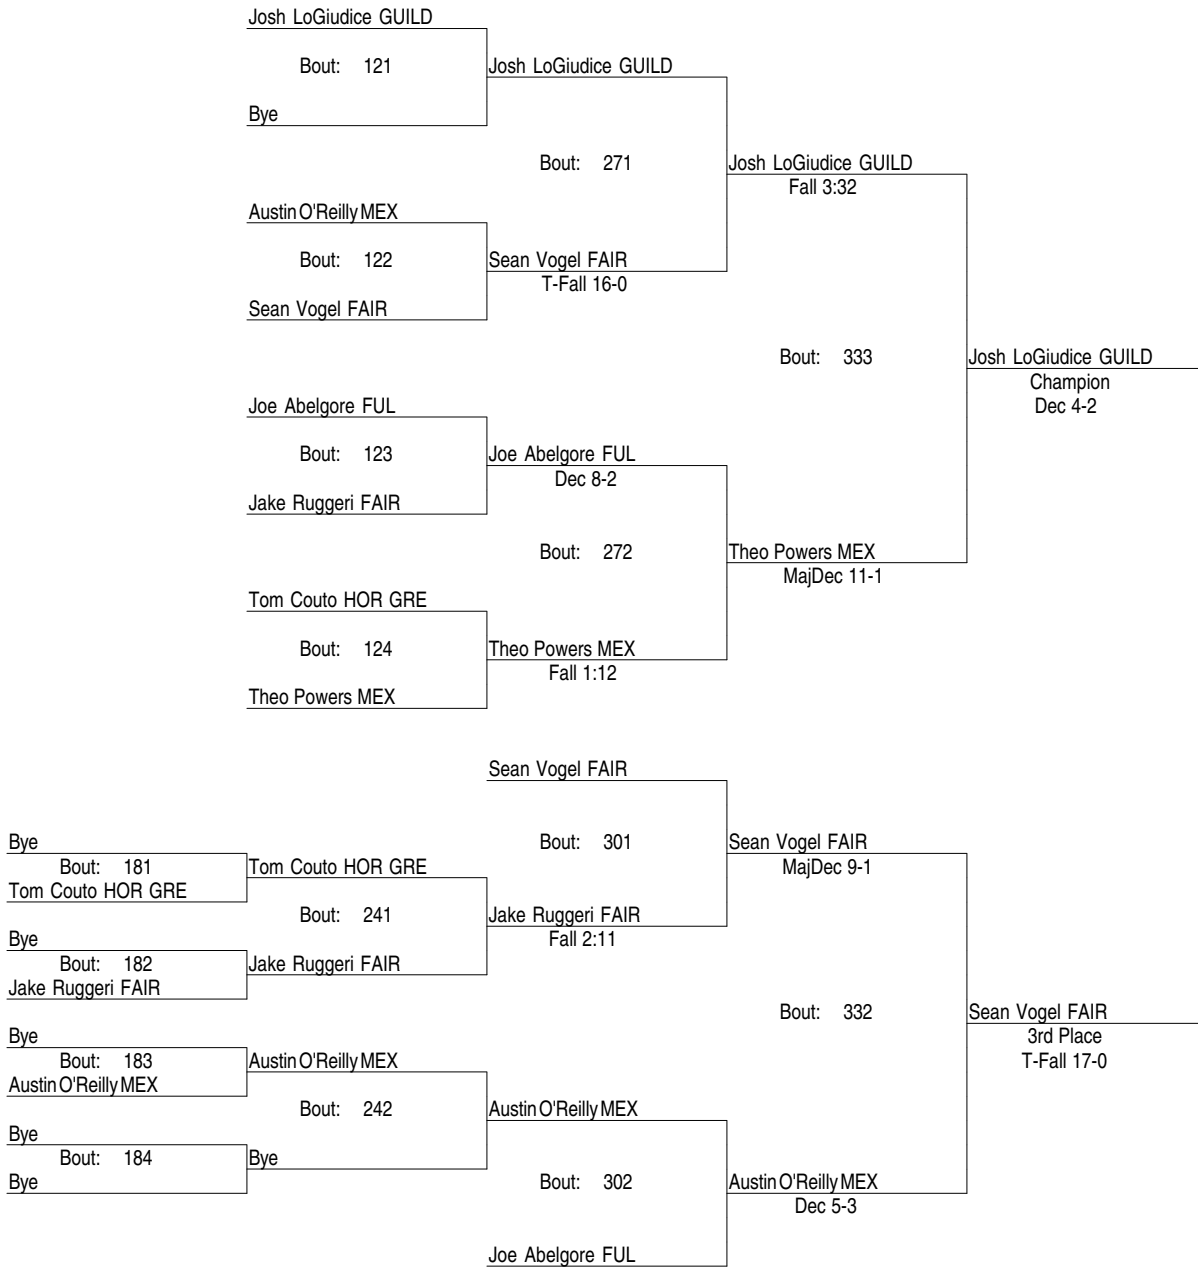 Josh LoGiudice GUILD
Bout: 121
Josh LoGiudice GUILD
Bye
Bout: 271
Josh LoGiudice GUILD
Fall 3:32
Austin O'Reilly MEX
Bout: 122
Sean Vogel FAIR
T-Fall 16-0
Sean Vogel FAIR
Bout: 333
Josh LoGiudice GUILD
Champion
Dec 4-2
Joe Abelgore FUL
Bout: 123
Joe Abelgore FUL
Dec 8-2
Jake Ruggeri FAIR
Bout: 272
Theo Powers MEX
MajDec 11-1
Tom Couto HOR GRE
Bout: 124
Theo Powers MEX
Fall 1:12
Theo Powers MEX
Sean Vogel FAIR
Bye
Bout: 301
Sean Vogel FAIR
MajDec 9-1
Bout: 181
Tom Couto HOR GRE
Tom Couto HOR GRE
Bout: 241
Jake Ruggeri FAIR
Fall 2:11
Bye
Bout: 182
Jake Ruggeri FAIR
Jake Ruggeri FAIR
Bout: 332
Sean Vogel FAIR
3rd Place
T-Fall 17-0
Bye
Bout: 183
Austin O'Reilly MEX
Austin O'Reilly MEX
Bout: 242
Austin O'Reilly MEX
Bye
Bout: 184
Bye
Bye
Bout: 302
Austin O'Reilly MEX
Dec 5-3
Joe Abelgore FUL